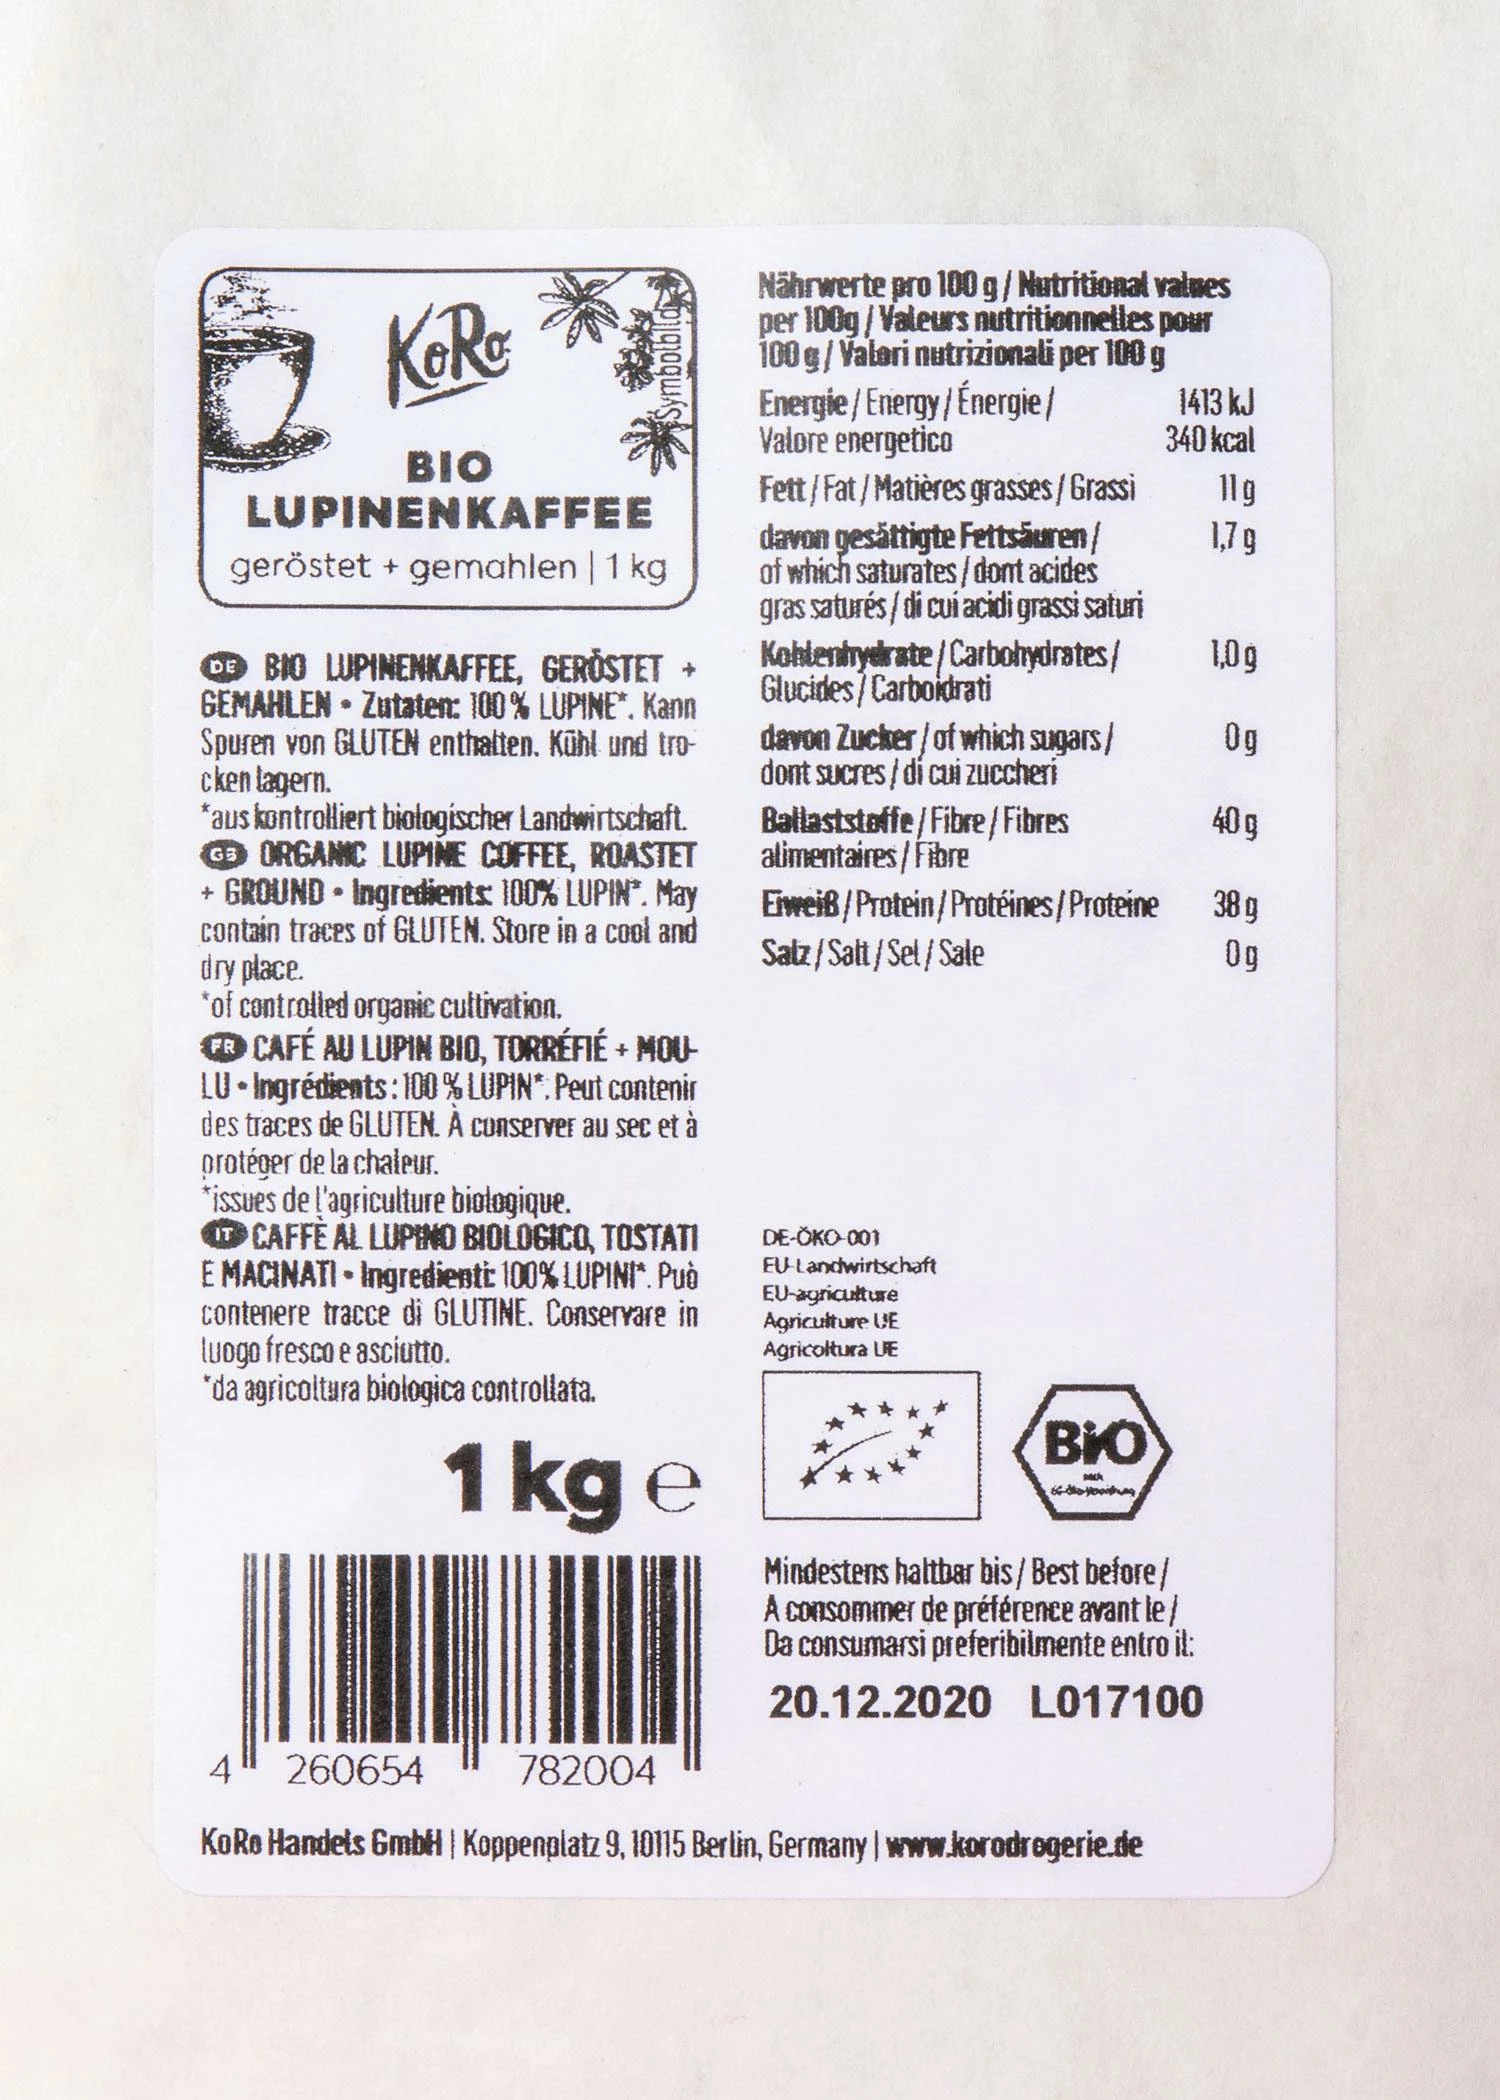 KoRo
*Symbolbild
BIO
LUPINENKAFFEE
geröstet + gemahlen | 1 kg
DE BIO LUPINENKAFFEE, GERÖSTET +
GEMAHLEN • Zutaten: 100 % LUPINE*. Kann
Spuren von GLUTEN enthalten. Kühl und tro-
cken lagern.
*aus kontrolliert biologischer Landwirtschaft.
GB ORGANIC LUPINE COFFEE, ROASTET
+ GROUND • Ingredients: 100% LUPIN*. May
contain traces of GLUTEN. Store in a cool and
dry place.
*of controlled organic cultivation.
FR CAFÉ AU LUPIN BIO, TORRÉFIÉ + MOU-
LU • Ingrédients : 100 % LUPIN*. Peut contenir
des traces de GLUTEN. À conserver au sec et à
protéger de la chaleur.
*issues de l'agriculture biologique.
IT CAFFÈ AL LUPINO BIOLOGICO, TOSTATI
E MACINATI • Ingredienti: 100% LUPINI*. Può
contenere tracce di GLUTINE. Conservare in
luogo fresco e asciutto.
*da agricoltura biologica controllata.
1 kg e
4 260654 782004
Nährwerte pro 100 g / Nutritional values
per 100g / Valeurs nutritionnelles pour
100 g / Valori nutrizionali per 100 g
Energie / Energy / Énergie / 1413 kJ
Valore energetico 340 kcal
Fett / Fat / Matières grasses / Grassi 11 g
davon gesättigte Fettsäuren / 1,7 g
of which saturates / dont acides
gras saturés / di cui acidi grassi saturi
Kohlenhydrate / Carbohydrates / 1,0 g
Glucides / Carboidrati
davon Zucker / of which sugars / 0 g
dont sucres / di cui zuccheri
Ballaststoffe / Fibre / Fibres 40 g
alimentaires / Fibre
Eiweiß / Protein / Protéines / Proteine 38 g
Salz / Salt / Sel / Sale 0 g
DE-ÖKO-001
EU-Landwirtschaft
EU-agriculture
Agriculture UE
Agricoltura UE
BiO
nach
EG-Öko-Verordnung
Mindestens haltbar bis / Best before /
A consommer de préférence avant le /
Da consumarsi preferibilmente entro il:
20.12.2020 L017100
KoRo Handels GmbH | Koppenplatz 9, 10115 Berlin, Germany | www.korodrogerie.de